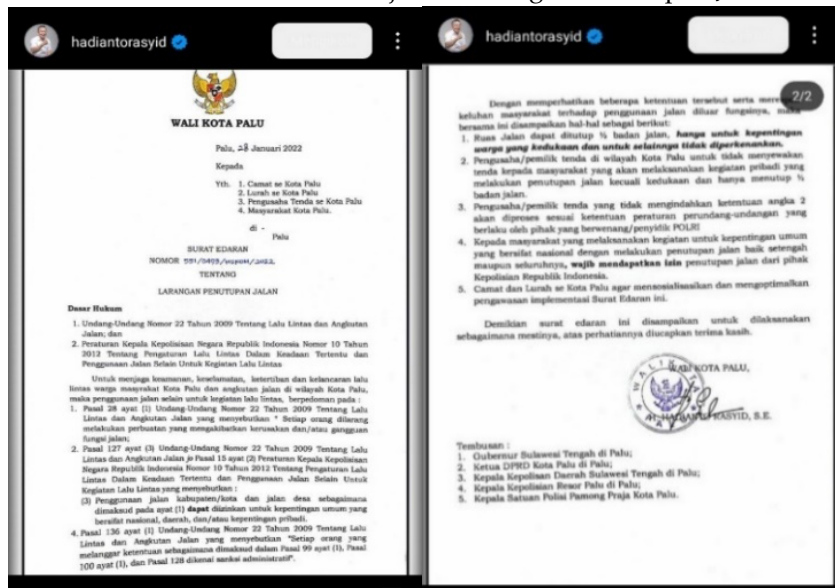 hadiantorasyid
WALI KOTA PALU
Palu, 28 Januari 2022
Kepada
Yth. 1. Camat se Kota Palu
2. Lurah se Kota Palu
3. Pengusaha Tenda se Kota Palu
4. Masyarakat Kota Palu.
di -
Palu
SURAT EDARAN
NOMOR
TENTANG
LARANGAN PENUTUPAN JALAN
Dasar Hukum
1. Undang-Undang Nomor 22 Tahun 2009 Tentang Lalu Lintas dan Angkutan
Jalan; dan
2. Peraturan Kepala Kepolisian Negara Republik Indonesia Nomor 10 Tahun
2012 Tentang Pengaturan Lalu Lintas Dalam Keadaan Tertentu dan
Penggunaan Jalan Selain Untuk Kegiatan Lalu Lintas
Untuk menjaga keamanan, keselamatan, ketertiban dan kelancaran lalu
lintas warga masyrakat Kota Palu dan angkutan jalan di wilayah Kota Palu,
maka penggunaan jalan selain untuk kegiatan lalu lintas, berpedoman pada :
1. Pasal 28 ayat (1) Undang-Undang Nomor 22 Tahun 2009 Tentang Lalu
Lintas dan Angkutan Jalan yang menyebutkan " Setiap orang dilarang
melakukan perbuatan yang mengakibatkan kerusakan dan/atau gangguan
fungsi jalan;
2. Pasal 127 ayat (3) Undang-Undang Nomor 22 Tahun 2009 Tentang Lalu
Lintas dan Angkutan Jalan jo Pasal 15 ayat (2) Peraturan Kepala Kepolisian
Negara Republik Indonesia Nomor 10 Tahun 2012 Tentang Pengaturan Lalu
Lintas Dalam Keadaan Tertentu dan Penggunaan Jalan Selain Untuk
Kegiatan Lalu Lintas yang menyebutkan :
(3) Penggunaan jalan kabupaten/kota dan jalan desa sebagaimana
dimaksud pada ayat (1) dapat diizinkan untuk kepentingan umum yang
bersifat nasional, daerah, dan/atau kepentingan pribadi.
4. Pasal 136 ayat (1) Undang-Undang Nomor 22 Tahun 2009 Tentang Lalu
Lintas dan Angkutan Jalan yang menyebutkan "Setiap orang yang
melanggar ketentuan sebagaimana dimaksud dalam Pasal 99 ayat (1), Pasal
100 ayat (1), dan Pasal 128 dikenai sanksi administratif".
hadiantorasyid
2/2
Dengan memperhatikan beberapa ketentuan tersebut serta
keluhan masyarakat terhadap penggunaan jalan diluar fungsinya, maka
bersama ini disampaikan hal-hal sebagai berikut:
1. Ruas Jalan dapat ditutup ½ badan jalan, hanya untuk kepentingan
warga yang kedukaan dan untuk selainnya tidak diperkenankan.
2. Pengusaha/pemilik tenda di wilayah Kota Palu untuk tidak menyewakan
tenda kepada masyarakat yang akan melaksanakan kegiatan pribadi yang
melakukan penutupan jalan kecuali kedukaan dan hanya menutup ½
badan jalan.
3. Pengusaha/pemilik tenda yang tidak mengindahkan ketentuan angka 2
akan diproses sesuai ketentuan peraturan perundang-undangan yang
berlaku oleh pihak yang berwenang/penyidik POLRI
4. Kepada masyarakat yang melaksanakan kegiatan untuk kepentingan umum
yang bersifat nasional dengan melakukan penutupan jalan baik setengah
maupun seluruhnya, wajib mendapatkan izin penutupan jalan dari pihak
Kepolisian Republik Indonesia.
5. Camat dan Lurah se Kota Palu agar mensosialisasikan dan mengoptimalkan
pengawasan implementasi Surat Edaran ini.
Demikian surat edaran ini disampaikan untuk dilaksanakan
sebagaimana mestinya, atas perhatiannya diucapkan terima kasih.
WALI KOTA PALU,
H. HADIANTO RASYID, S.E.
Tembusan :
1. Gubernur Sulawesi Tengah di Palu;
2. Ketua DPRD Kota Palu di Palu;
3. Kepala Kepolisan Daerah Sulawesi Tengah di Palu;
4. Kepala Kepolisian Resor Palu di Palu;
5. Kepala Satuan Polisi Pamong Praja Kota Palu.